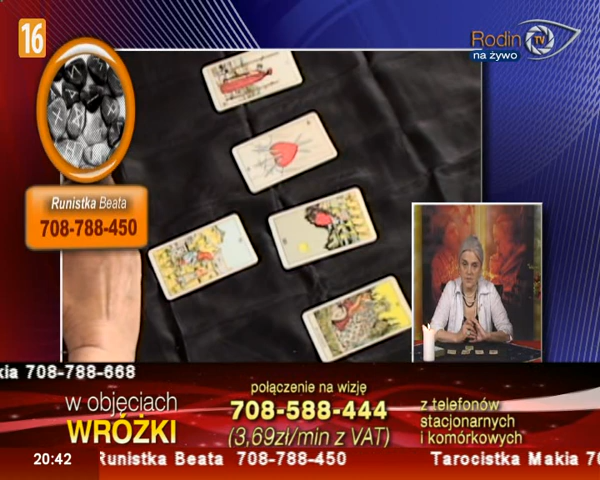 16
Rodin
TV
na żywo
Runistka Beata
708-788-450
kia 708-788-668
w objęciach
WRÓŻKI
połączenie na wizję
708-588-444
(3,69zł/min z VAT)
z telefonów
stacjonarnych
i komórkowych
20:42
Runistka Beata 708-788-450
Tarocistka Makia 70